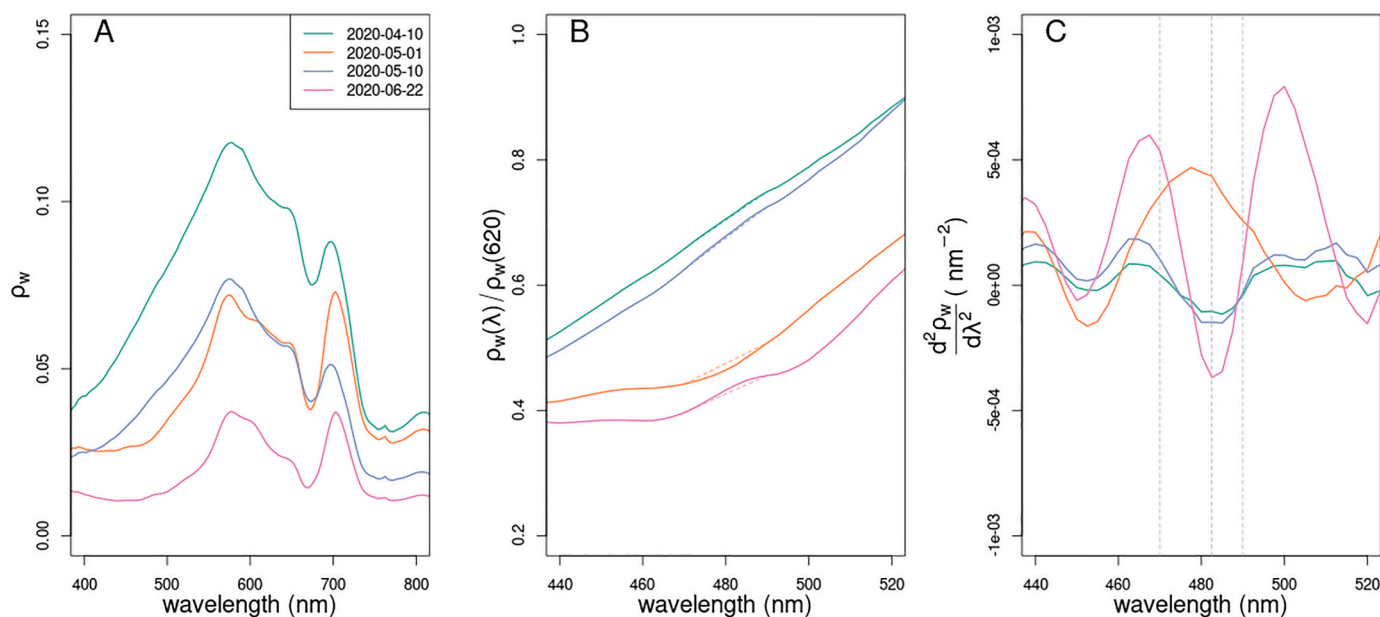 A
2020-04-10
2020-05-01
2020-05-10
2020-06-22
0.15
0.10
0.05
0.00
ρw
400 500 600 700 800
wavelength (nm)
B
1.0
0.8
0.6
0.4
0.2
ρw(λ) / ρw(620)
440 460 480 500 520
wavelength (nm)
C
1e-03
5e-04
0e+00
-5e-04
-1e-03
d²ρw/dλ² ( nm⁻²)
440 460 480 500 520
wavelength (nm)